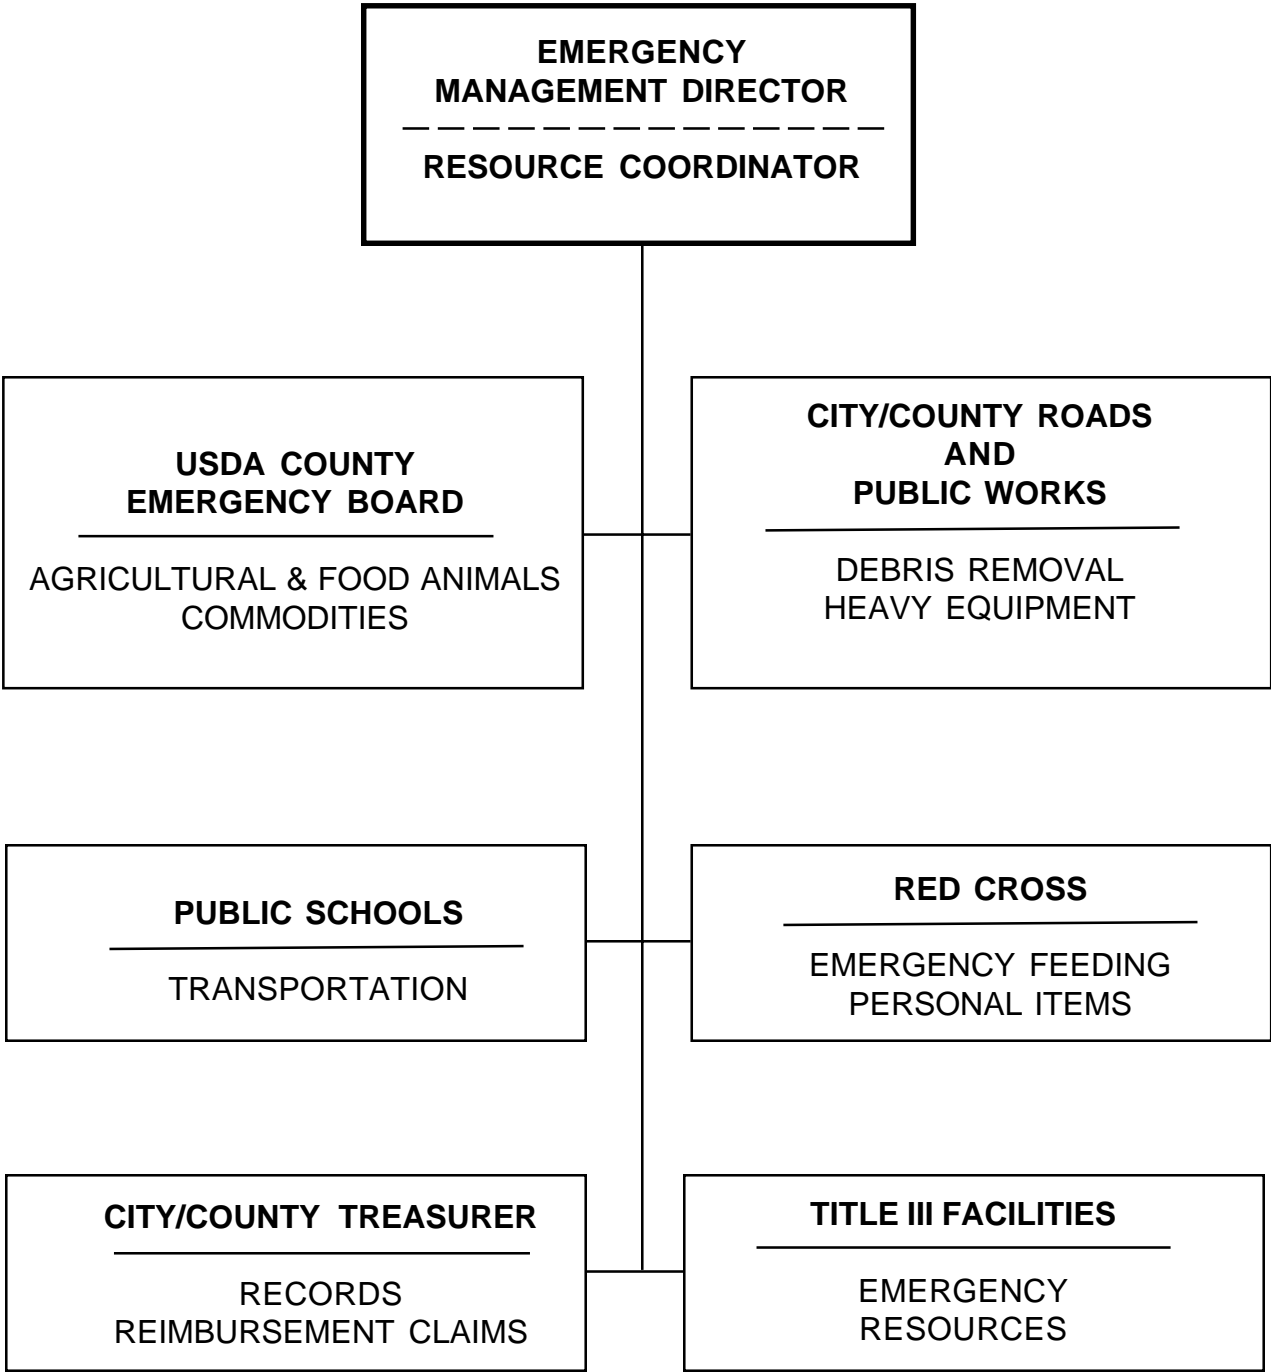 EMERGENCY
MANAGEMENT DIRECTOR
RESOURCE COORDINATOR
USDA COUNTY
EMERGENCY BOARD
AGRICULTURAL & FOOD ANIMALS
COMMODITIES
CITY/COUNTY ROADS
AND
PUBLIC WORKS
DEBRIS REMOVAL
HEAVY EQUIPMENT
PUBLIC SCHOOLS
TRANSPORTATION
RED CROSS
EMERGENCY FEEDING
PERSONAL ITEMS
CITY/COUNTY TREASURER
RECORDS
REIMBURSEMENT CLAIMS
TITLE III FACILITIES
EMERGENCY
RESOURCES